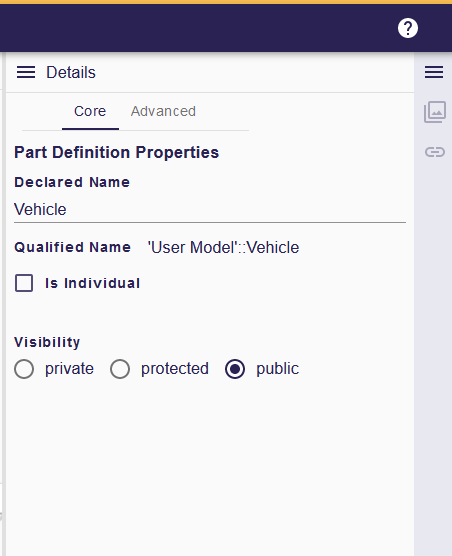 Details
Core Advanced
Part Definition Properties
Declared Name
Vehicle
Qualified Name 'User Model'::Vehicle
Is Individual
Visibility
private protected public